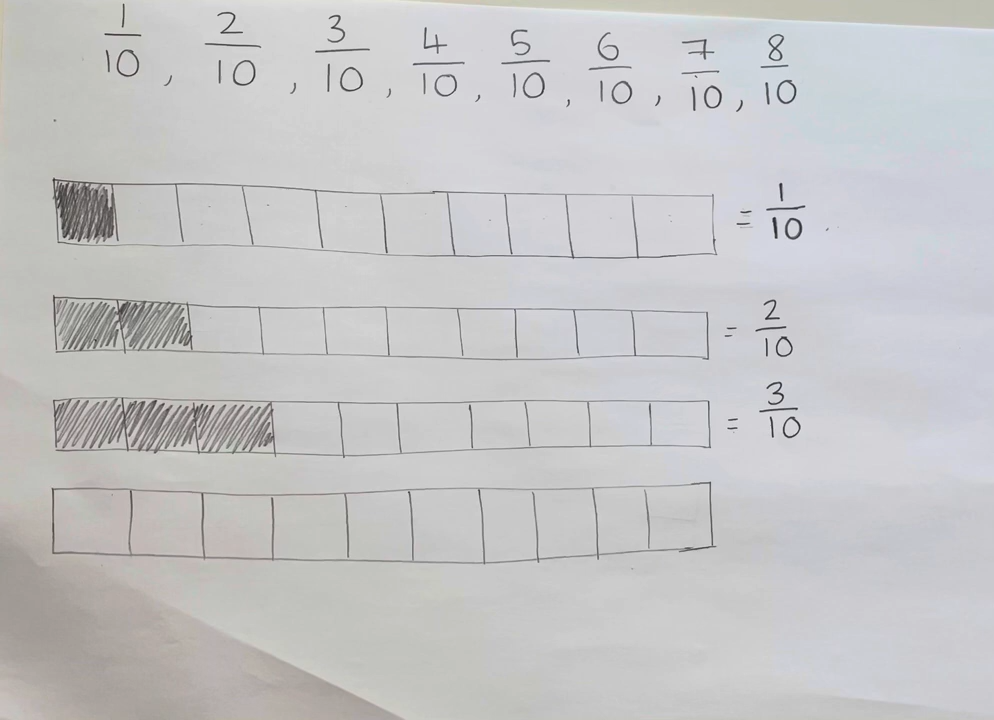 1/10, 2/10, 3/10, 4/10, 5/10, 6/10, 7/10, 8/10
= 1/10
= 2/10
= 3/10